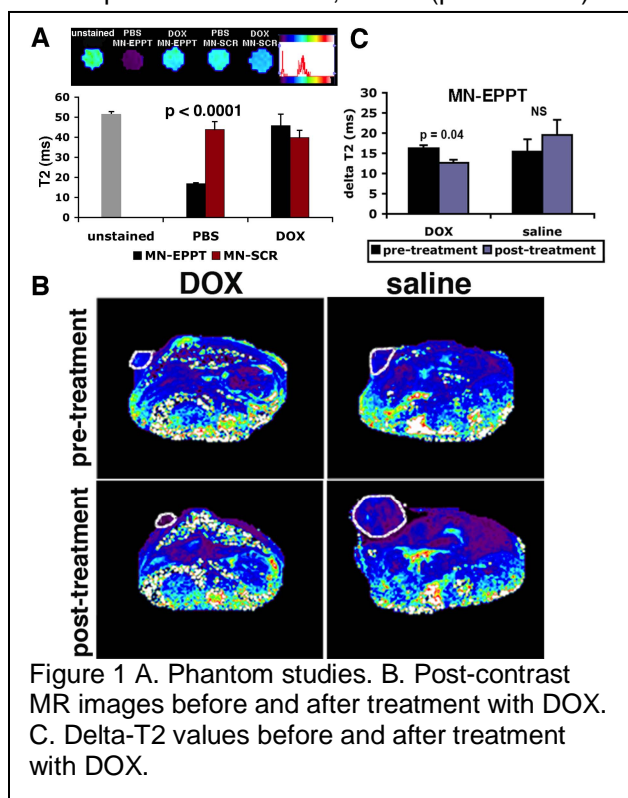 A
unstained PBS MN-EPPT DOX MN-EPPT PBS MN-SCR DOX MN-SCR
60
50
40
30
20
10
0
T2 (ms)
p < 0.0001
unstained PBS DOX
■MN-EPPT ■MN-SCR
C
MN-EPPT
30
25
20
15
10
5
0
delta T2 (ms)
p = 0.04
NS
DOX saline
■pre-treatment ■post-treatment
B
DOX saline
pre-treatment
post-treatment
Figure 1 A. Phantom studies. B. Post-contrast
MR images before and after treatment with DOX.
C. Delta-T2 values before and after treatment
with DOX.